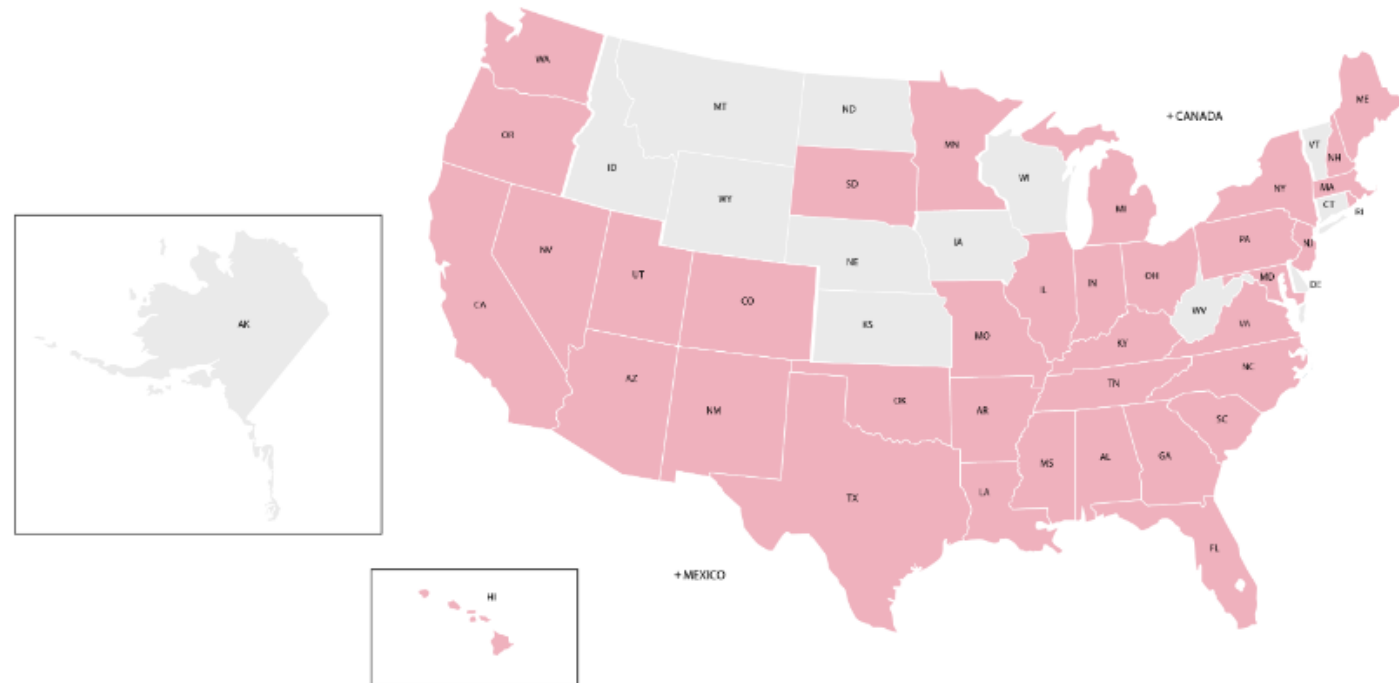 WA
ME
MT
ND
+ CANADA
OR
MN
VT
NH
ID
WI
SD
MA
NY
WY
CT
RI
MI
PA
IA
NJ
NV
NE
UT
OH
MD
DE
CO
IL
IN
CA
WV
AK
KS
VA
MO
KY
NC
AZ
TN
OK
NM
AR
SC
MS
AL
GA
LA
TX
FL
+ MEXICO
HI